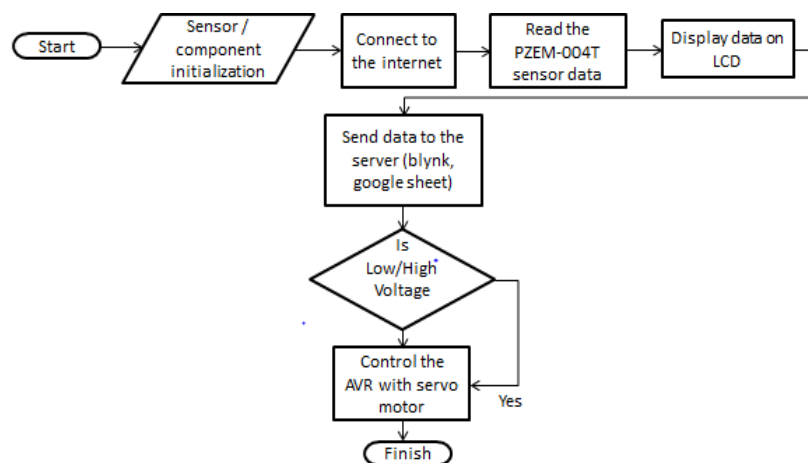 Start
Sensor /
component
initialization
Connect to
the internet
Read the
PZEM-004T
sensor data
Display data on
LCD
Send data to the
server (blynk,
google sheet)
Is
Low/High
Voltage
Control the
AVR with servo
motor
Yes
Finish